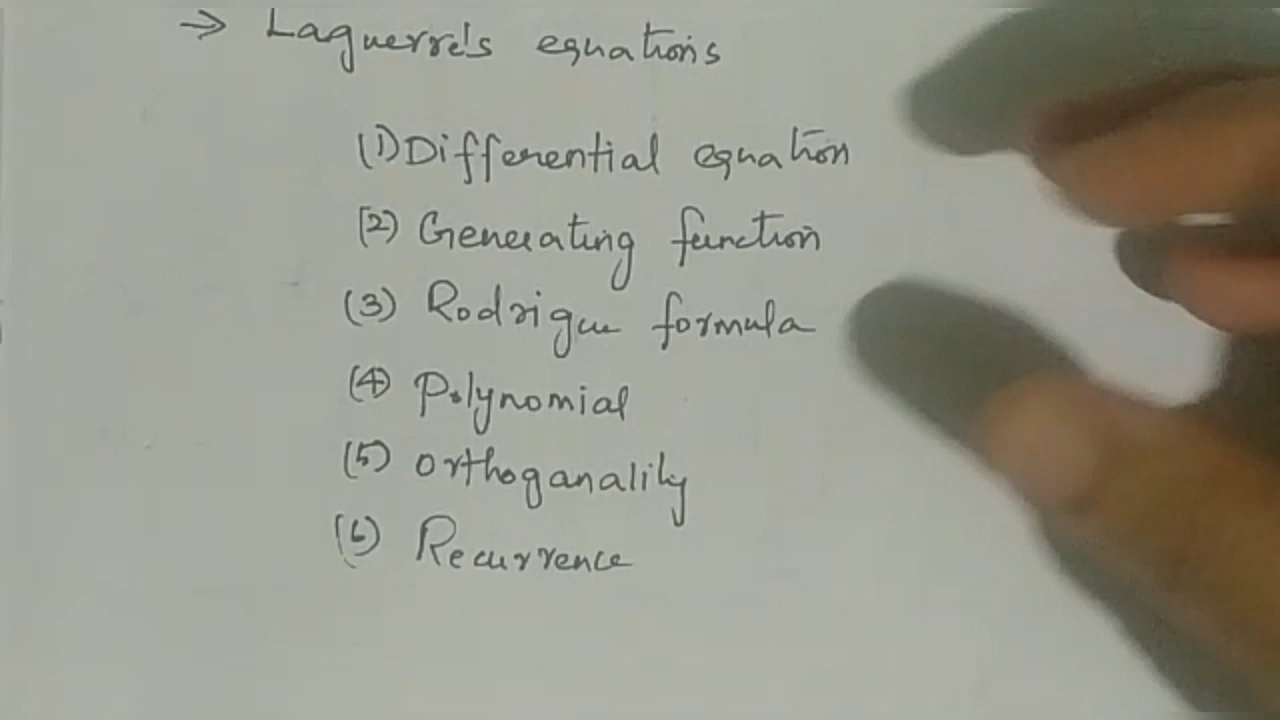 → Laguerre's equations
(1) Differential equation
(2) Generating function
(3) Rodrigue formula
(4) Polynomial
(5) Orthoganality
(6) Recurrence